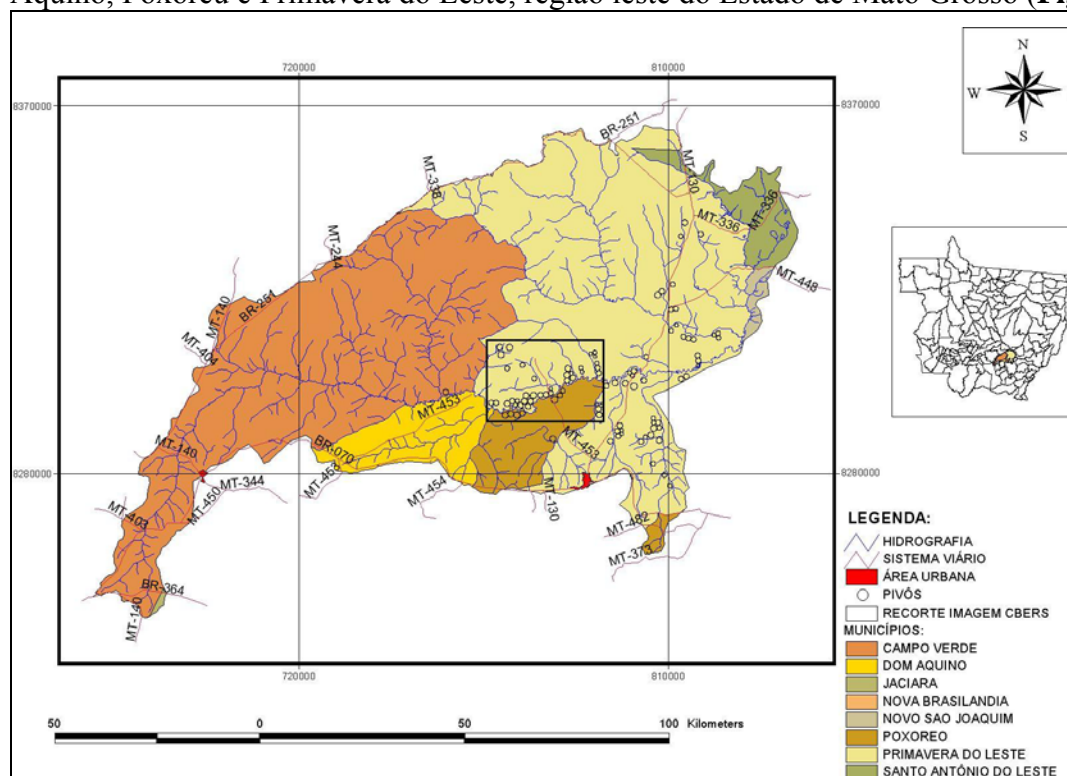 Aquino, Poxoréu e Primavera do Leste, região leste do Estado de Mato Grosso
N
W
S
720000
810000
8370000
8370000
BR-251
MT-130
MT-338
MT-336
MT-336
MT-244
MT-448
MT-140
BR-251
MT-404
MT-453
MT-453
BR-070
MT-140
8280000
8280000
MT-344
MT-453
MT-454
MT-130
MT-450
MT-403
MT-482
MT-373
BR-364
MT-140
720000
810000
LEGENDA:
HIDROGRAFIA
SISTEMA VIÁRIO
ÁREA URBANA
PIVÔS
RECORTE IMAGEM CBERS
MUNICÍPIOS:
CAMPO VERDE
DOM AQUINO
JACIARA
NOVA BRASILANDIA
NOVO SAO JOAQUIM
POXOREO
PRIMAVERA DO LESTE
SANTO ANTÔNIO DO LESTE
50 0 50 100 Kilometers